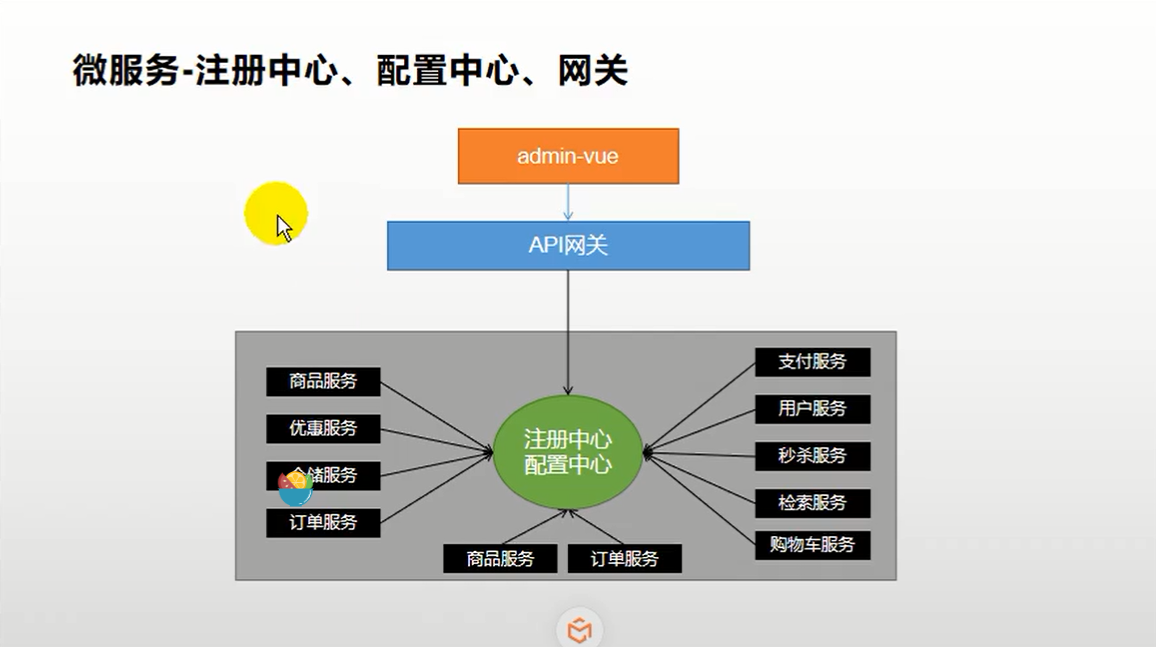 微服务-注册中心、配置中心、网关
admin-vue
API网关
商品服务
优惠服务
储服务
订单服务
注册中心
配置中心
支付服务
用户服务
秒杀服务
检索服务
购物车服务
商品服务
订单服务